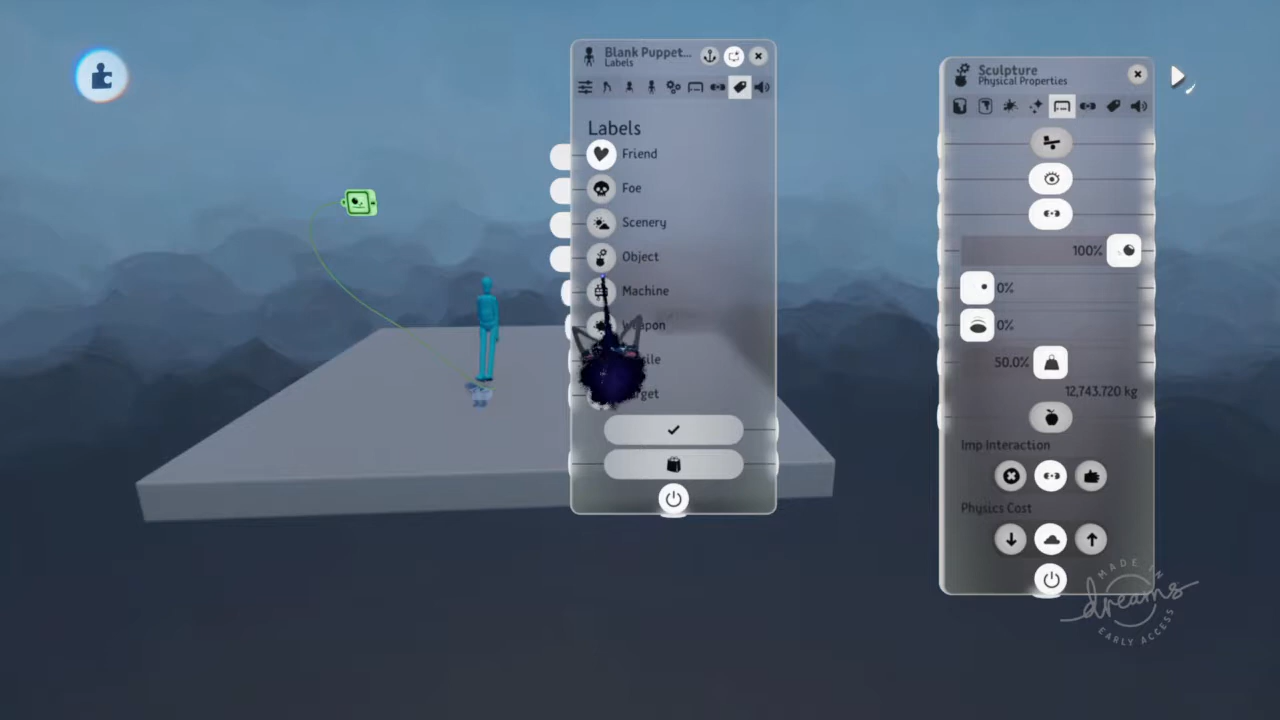 Blank Puppet...
Labels
Labels
Friend
Foe
Scenery
Object
Machine
Sculpture
Physical Properties
100%
0%
0%
50.0%
12,743.720 kg
Imp Interaction
Physics Cost
MADE IN
dreams
EARLY ACCESS